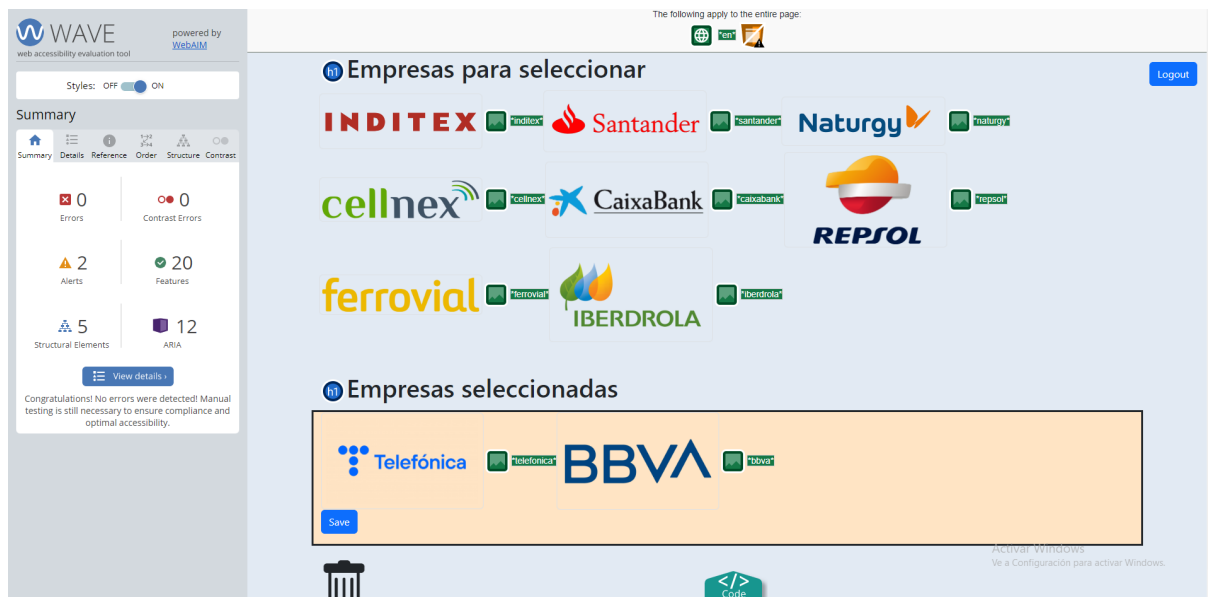 WAVE
web accessibility evaluation tool
powered by
WebAIM
Styles: OFF ON
Summary
Summary Details Reference Order Structure Contrast
0
Errors
0
Contrast Errors
2
Alerts
20
Features
5
Structural Elements
12
ARIA
View details ›
Congratulations! No errors were detected! Manual
testing is still necessary to ensure compliance and
optimal accessibility.
The following apply to the entire page:
*en*
Logout
h1 Empresas para seleccionar
INDITEX *inditex* Santander *santander* Naturgy *naturgy*
cellnex *cellnex* CaixaBank *caixabank* REPSOL *repsol*
ferrovial *ferrovial* IBERDROLA *iberdrola*
h1 Empresas seleccionadas
Telefónica *telefonica* BBVA *bbva*
Save
Activar Windows
Ve a Configuración para activar Windows.
</>
Code